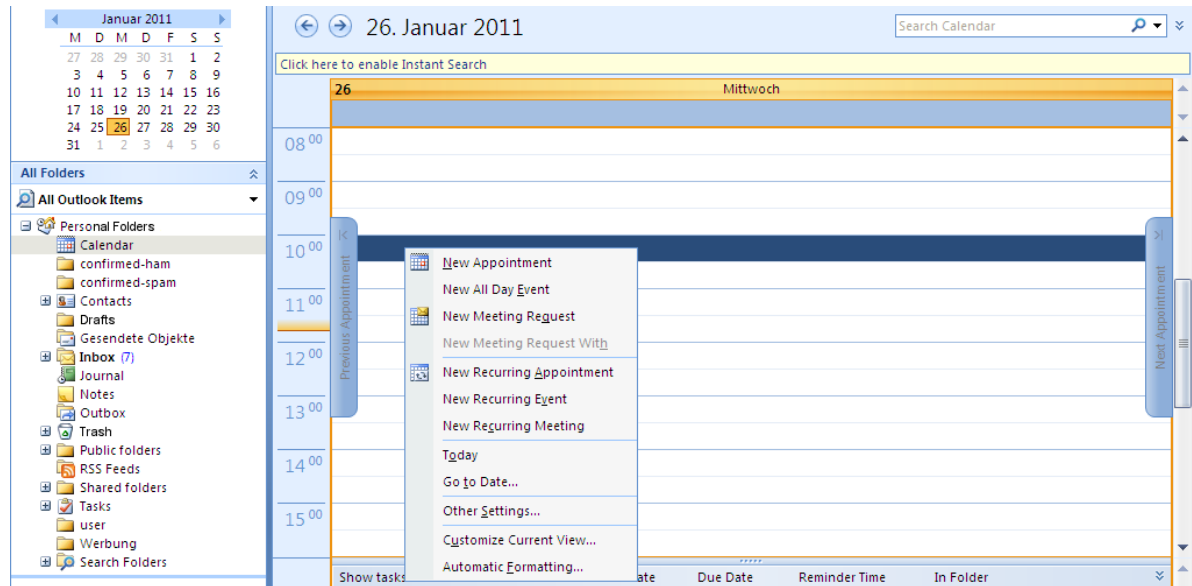 Januar 2011
M D M D F S S
27 28 29 30 31 1 2
3 4 5 6 7 8 9
10 11 12 13 14 15 16
17 18 19 20 21 22 23
24 25 26 27 28 29 30
31 1 2 3 4 5 6
All Folders
All Outlook Items
Personal Folders
Calendar
confirmed-ham
confirmed-spam
Contacts
Drafts
Gesendete Objekte
Inbox (7)
Journal
Notes
Outbox
Trash
Public folders
RSS Feeds
Shared folders
Tasks
user
Werbung
Search Folders
26. Januar 2011
Search Calendar
Click here to enable Instant Search
26 Mittwoch
08 00
09 00
10 00
11 00
12 00
13 00
14 00
15 00
Previous Appointment
New Appointment
New All Day Event
New Meeting Request
New Meeting Request With
New Recurring Appointment
New Recurring Event
New Recurring Meeting
Today
Go to Date...
Other Settings...
Customize Current View...
Automatic Formatting...
Next Appointment
Show tasks ate Due Date Reminder Time In Folder